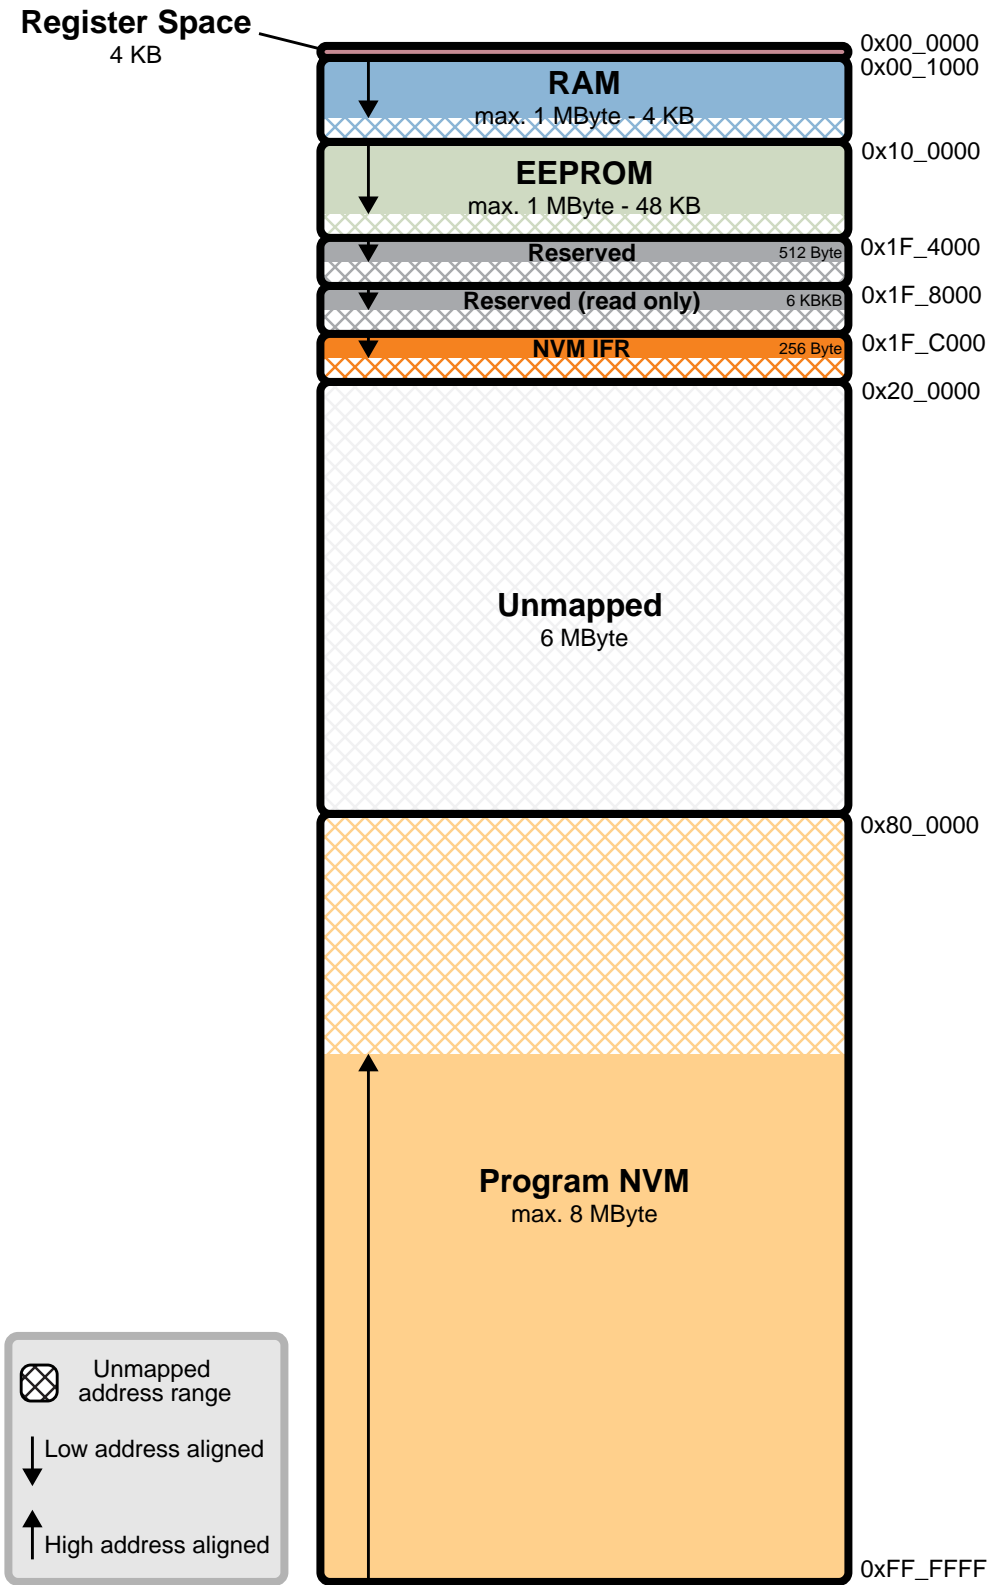 Register Space
4 KB
0x00_0000
0x00_1000
RAM
max. 1 MByte - 4 KB
0x10_0000
EEPROM
max. 1 MByte - 48 KB
0x1F_4000
Reserved
512 Byte
0x1F_8000
Reserved (read only)
6 KBKB
0x1F_C000
NVM IFR
256 Byte
0x20_0000
Unmapped
6 MByte
0x80_0000
Program NVM
max. 8 MByte
Unmapped
address range
Low address aligned
High address aligned
0xFF_FFFF